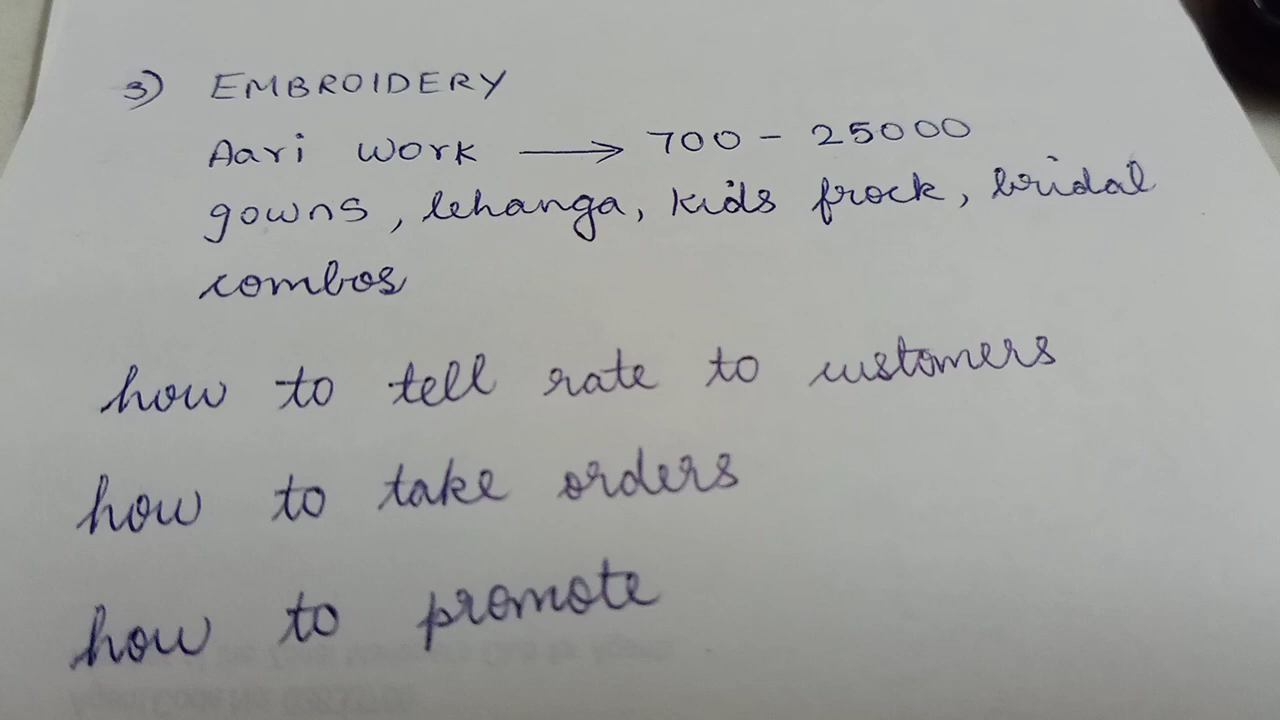 3) EMBROIDERY
Aari work → 700 - 25000
gowns, lehanga, kids frock, bridal
combos
how to tell rate to customers
how to take orders
how to promote